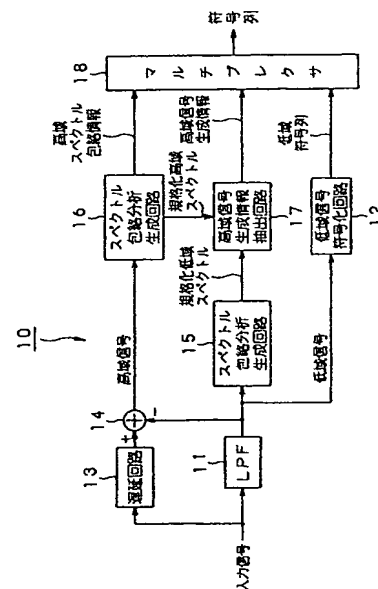 10
入力信号
11
LPF
13
遅延回路
14
+
-
高域信号
低域信号
15
スペクトル
包絡分析
生成回路
16
スペクトル
包絡分析
生成回路
規格化低域
スペクトル
規格化高域
スペクトル
高域信号
生成情報
抽出回路
17
低域信号
符号化回路
12
高域
スペクトル
包絡情報
高域信号
生成情報
低域
符号列
18
マルチプレクサ
符号列